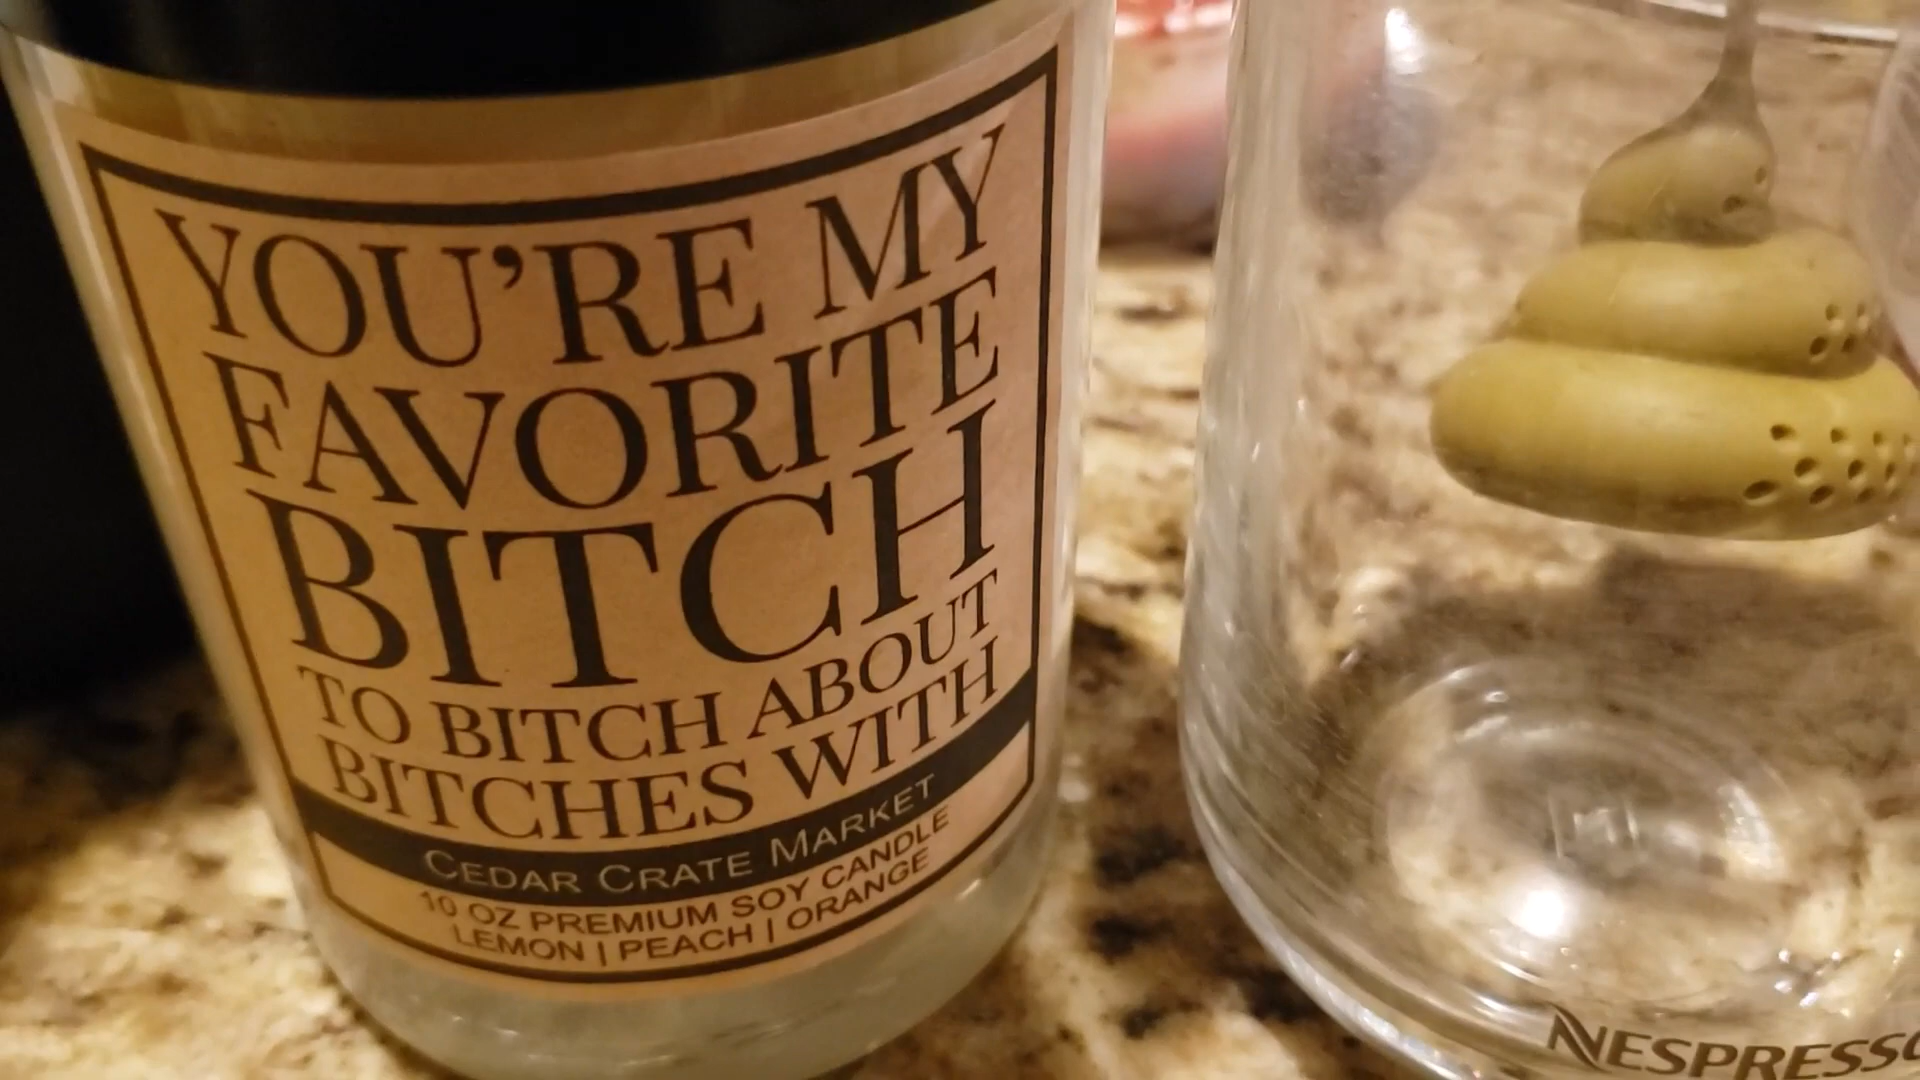 YOU'RE MY
FAVORITE
BITCH
TO BITCH ABOUT
BITCHES WITH
CEDAR CRATE MARKET
10 OZ PREMIUM SOY CANDLE
LEMON | PEACH | ORANGE
NESPRESSO